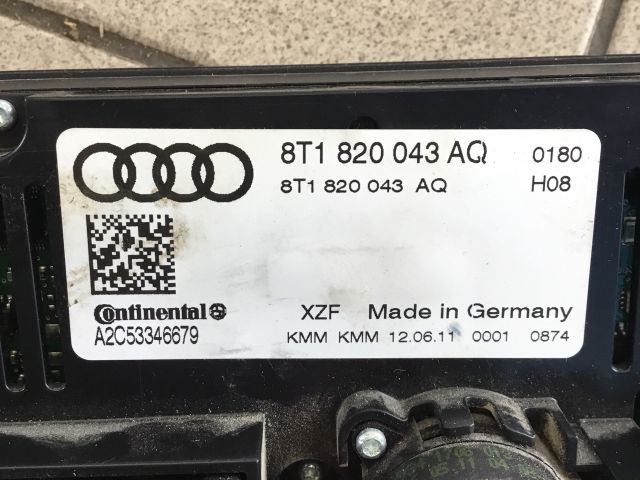 8T1 820 043 AQ 0180
8T1 820 043 AQ H08
Continental
XZF Made in Germany
A2C53346679
KMM KMM 12.06.11 0001 0874